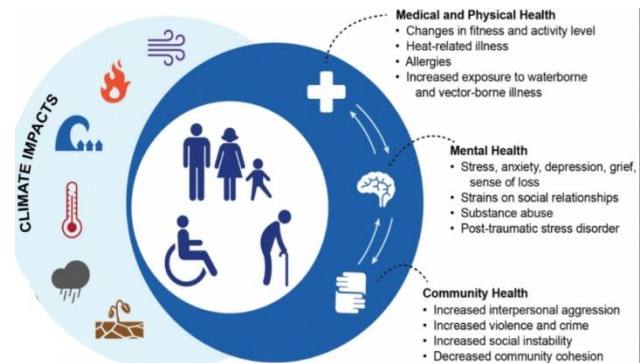 CLIMATE IMPACTS
Medical and Physical Health
• Changes in fitness and activity level
• Heat-related illness
• Allergies
• Increased exposure to waterborne
and vector-borne illness
Mental Health
• Stress, anxiety, depression, grief,
sense of loss
• Strains on social relationships
• Substance abuse
• Post-traumatic stress disorder
Community Health
• Increased interpersonal aggression
• Increased violence and crime
• Increased social instability
• Decreased community cohesion